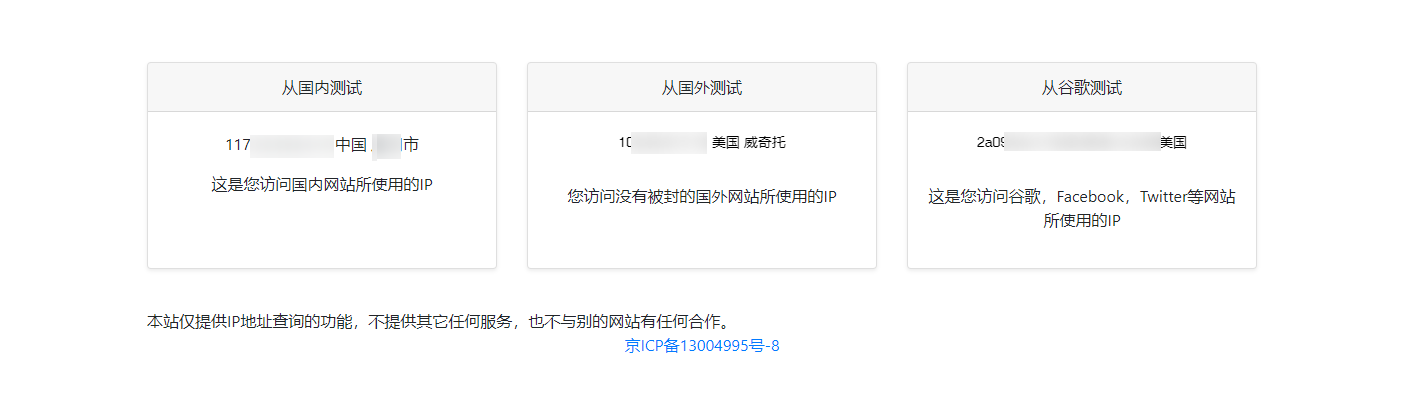 从国内测试
117 中国 市
这是您访问国内网站所使用的IP
从国外测试
10 美国 威奇托
您访问没有被封的国外网站所使用的IP
从谷歌测试
2a09 美国
这是您访问谷歌，Facebook，Twitter等网站
所使用的IP
本站仅提供IP地址查询的功能，不提供其它任何服务，也不与别的网站有任何合作。
京ICP备13004995号-8